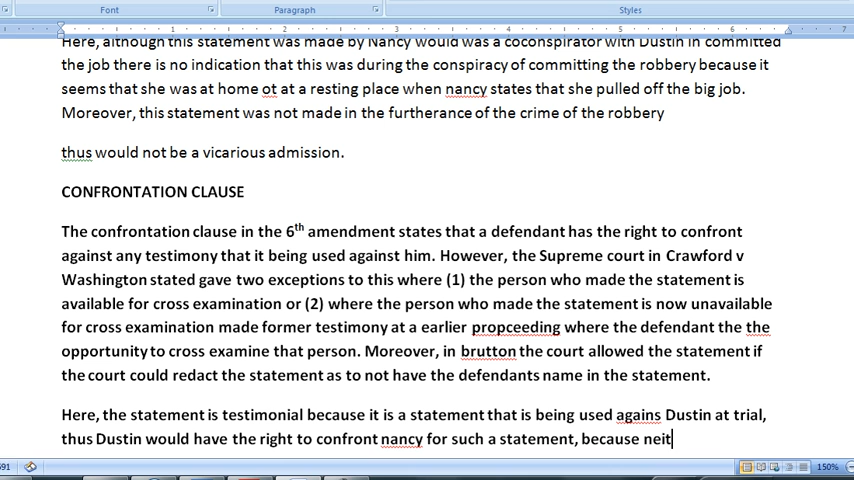 Font
Paragraph
Styles
1
2
3
4
5
6
7
Here, although this statement was made by Nancy would was a coconspirator with Dustin in committed
the job there is no indication that this was during the conspiracy of committing the robbery because it
seems that she was at home ot at a resting place when nancy states that she pulled off the big job.
Moreover, this statement was not made in the furtherance of the crime of the robbery
thus would not be a vicarious admission.
CONFRONTATION CLAUSE
The confrontation clause in the 6th amendment states that a defendant has the right to confront
against any testimony that it being used against him. However, the Supreme court in Crawford v
Washington stated gave two exceptions to this where (1) the person who made the statement is
available for cross examination or (2) where the person who made the statement is now unavailable
for cross examination made former testimony at a earlier propceeding where the defendant the the
opportunity to cross examine that person. Moreover, in brutton the court allowed the statement if
the court could redact the statement as to not have the defendants name in the statement.
Here, the statement is testimonial because it is a statement that is being used agains Dustin at trial,
thus Dustin would have the right to confront nancy for such a statement, because neit
691
150%